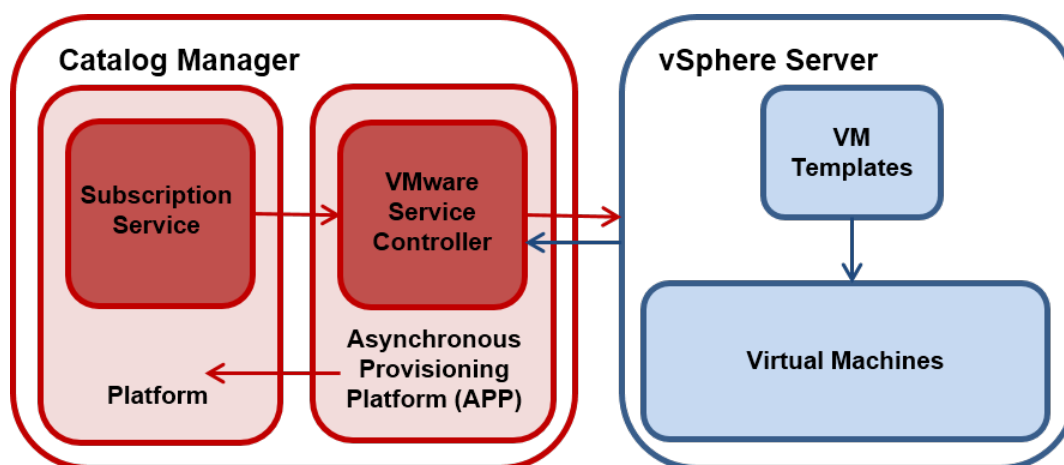 Catalog Manager
Subscription
Service
Platform
VMware
Service
Controller
Asynchronous
Provisioning
Platform (APP)
vSphere Server
VM
Templates
Virtual Machines